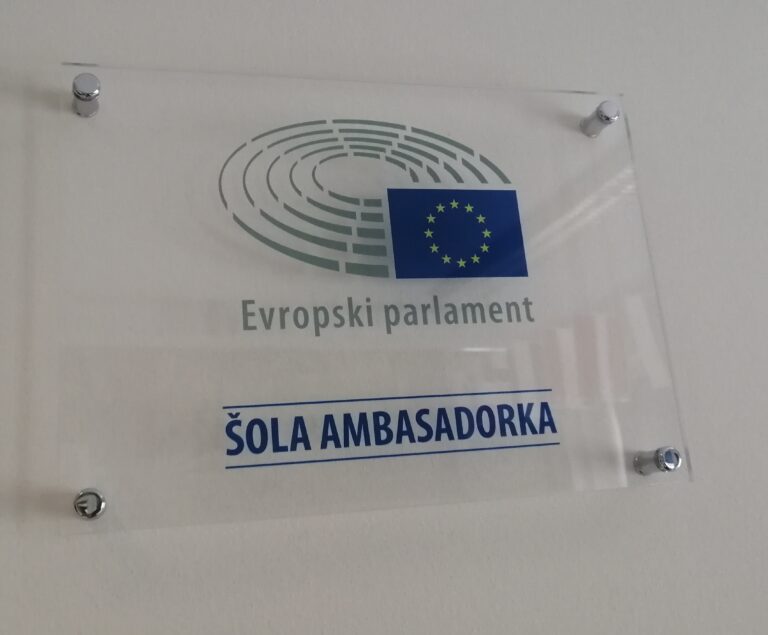 Evropski parlament
ŠOLA AMBASADORKA